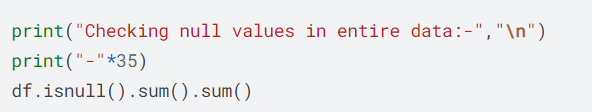 print("Checking null values in entire data:-","\n")
print("-"*35)
df.isnull().sum().sum()